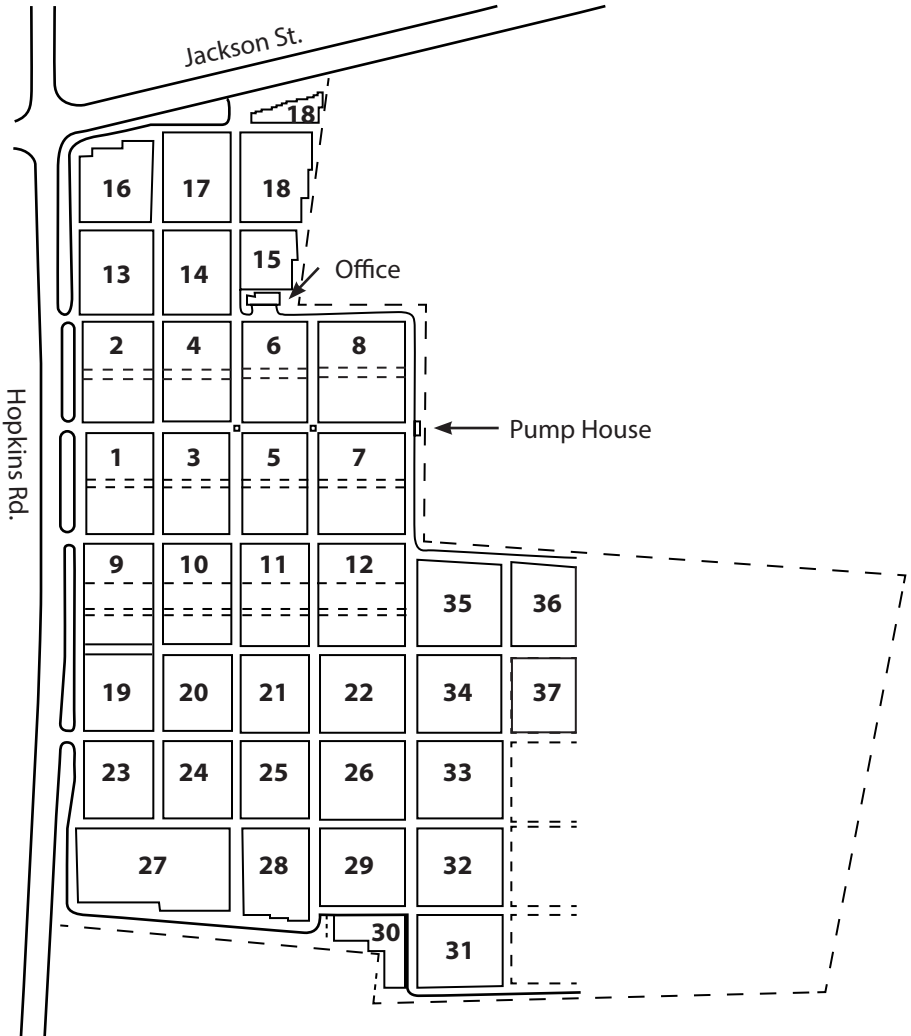 Jackson St.
18
16 17 18
13 14 15
Office
2 4 6 8
Hopkins Rd.
Pump House
1 3 5 7
9 10 11 12
35 36
19 20 21 22 34 37
23 24 25 26 33
27 28 29 32
30
31